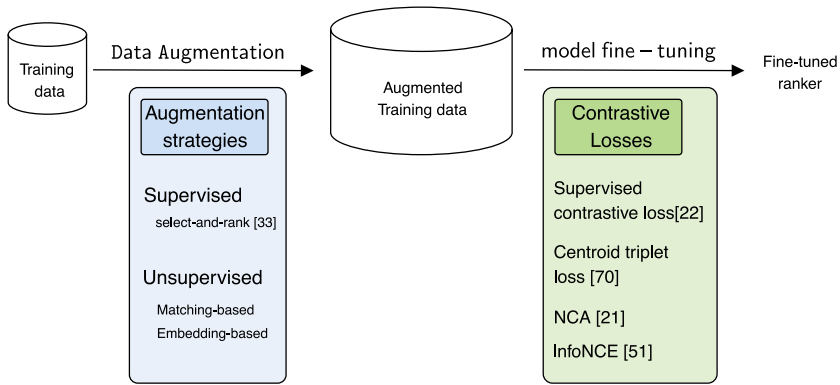 Training
data
Data Augmentation
Augmented
Training data
model fine – tuning
Fine-tuned
ranker
Augmentation
strategies
Supervised
select-and-rank [33]
Unsupervised
Matching-based
Embedding-based
Contrastive
Losses
Supervised
contrastive loss[22]
Centroid triplet
loss [70]
NCA [21]
InfoNCE [51]